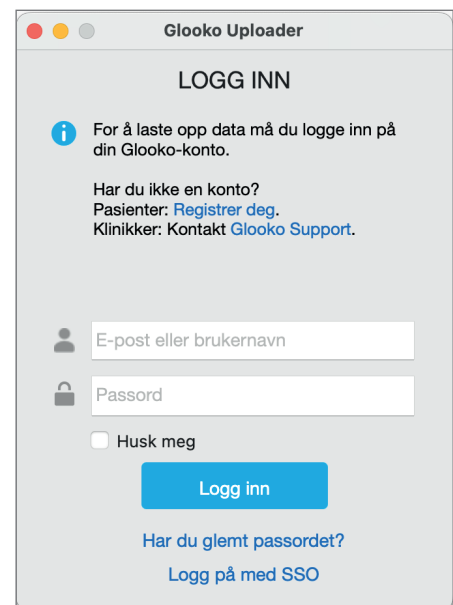 Glooko Uploader
LOGG INN
For å laste opp data må du logge inn på
din Glooko-konto.
Har du ikke en konto?
Pasienter: Registrer deg.
Klinikker: Kontakt Glooko Support.
E-post eller brukernavn
Passord
Husk meg
Logg inn
Har du glemt passordet?
Logg på med SSO